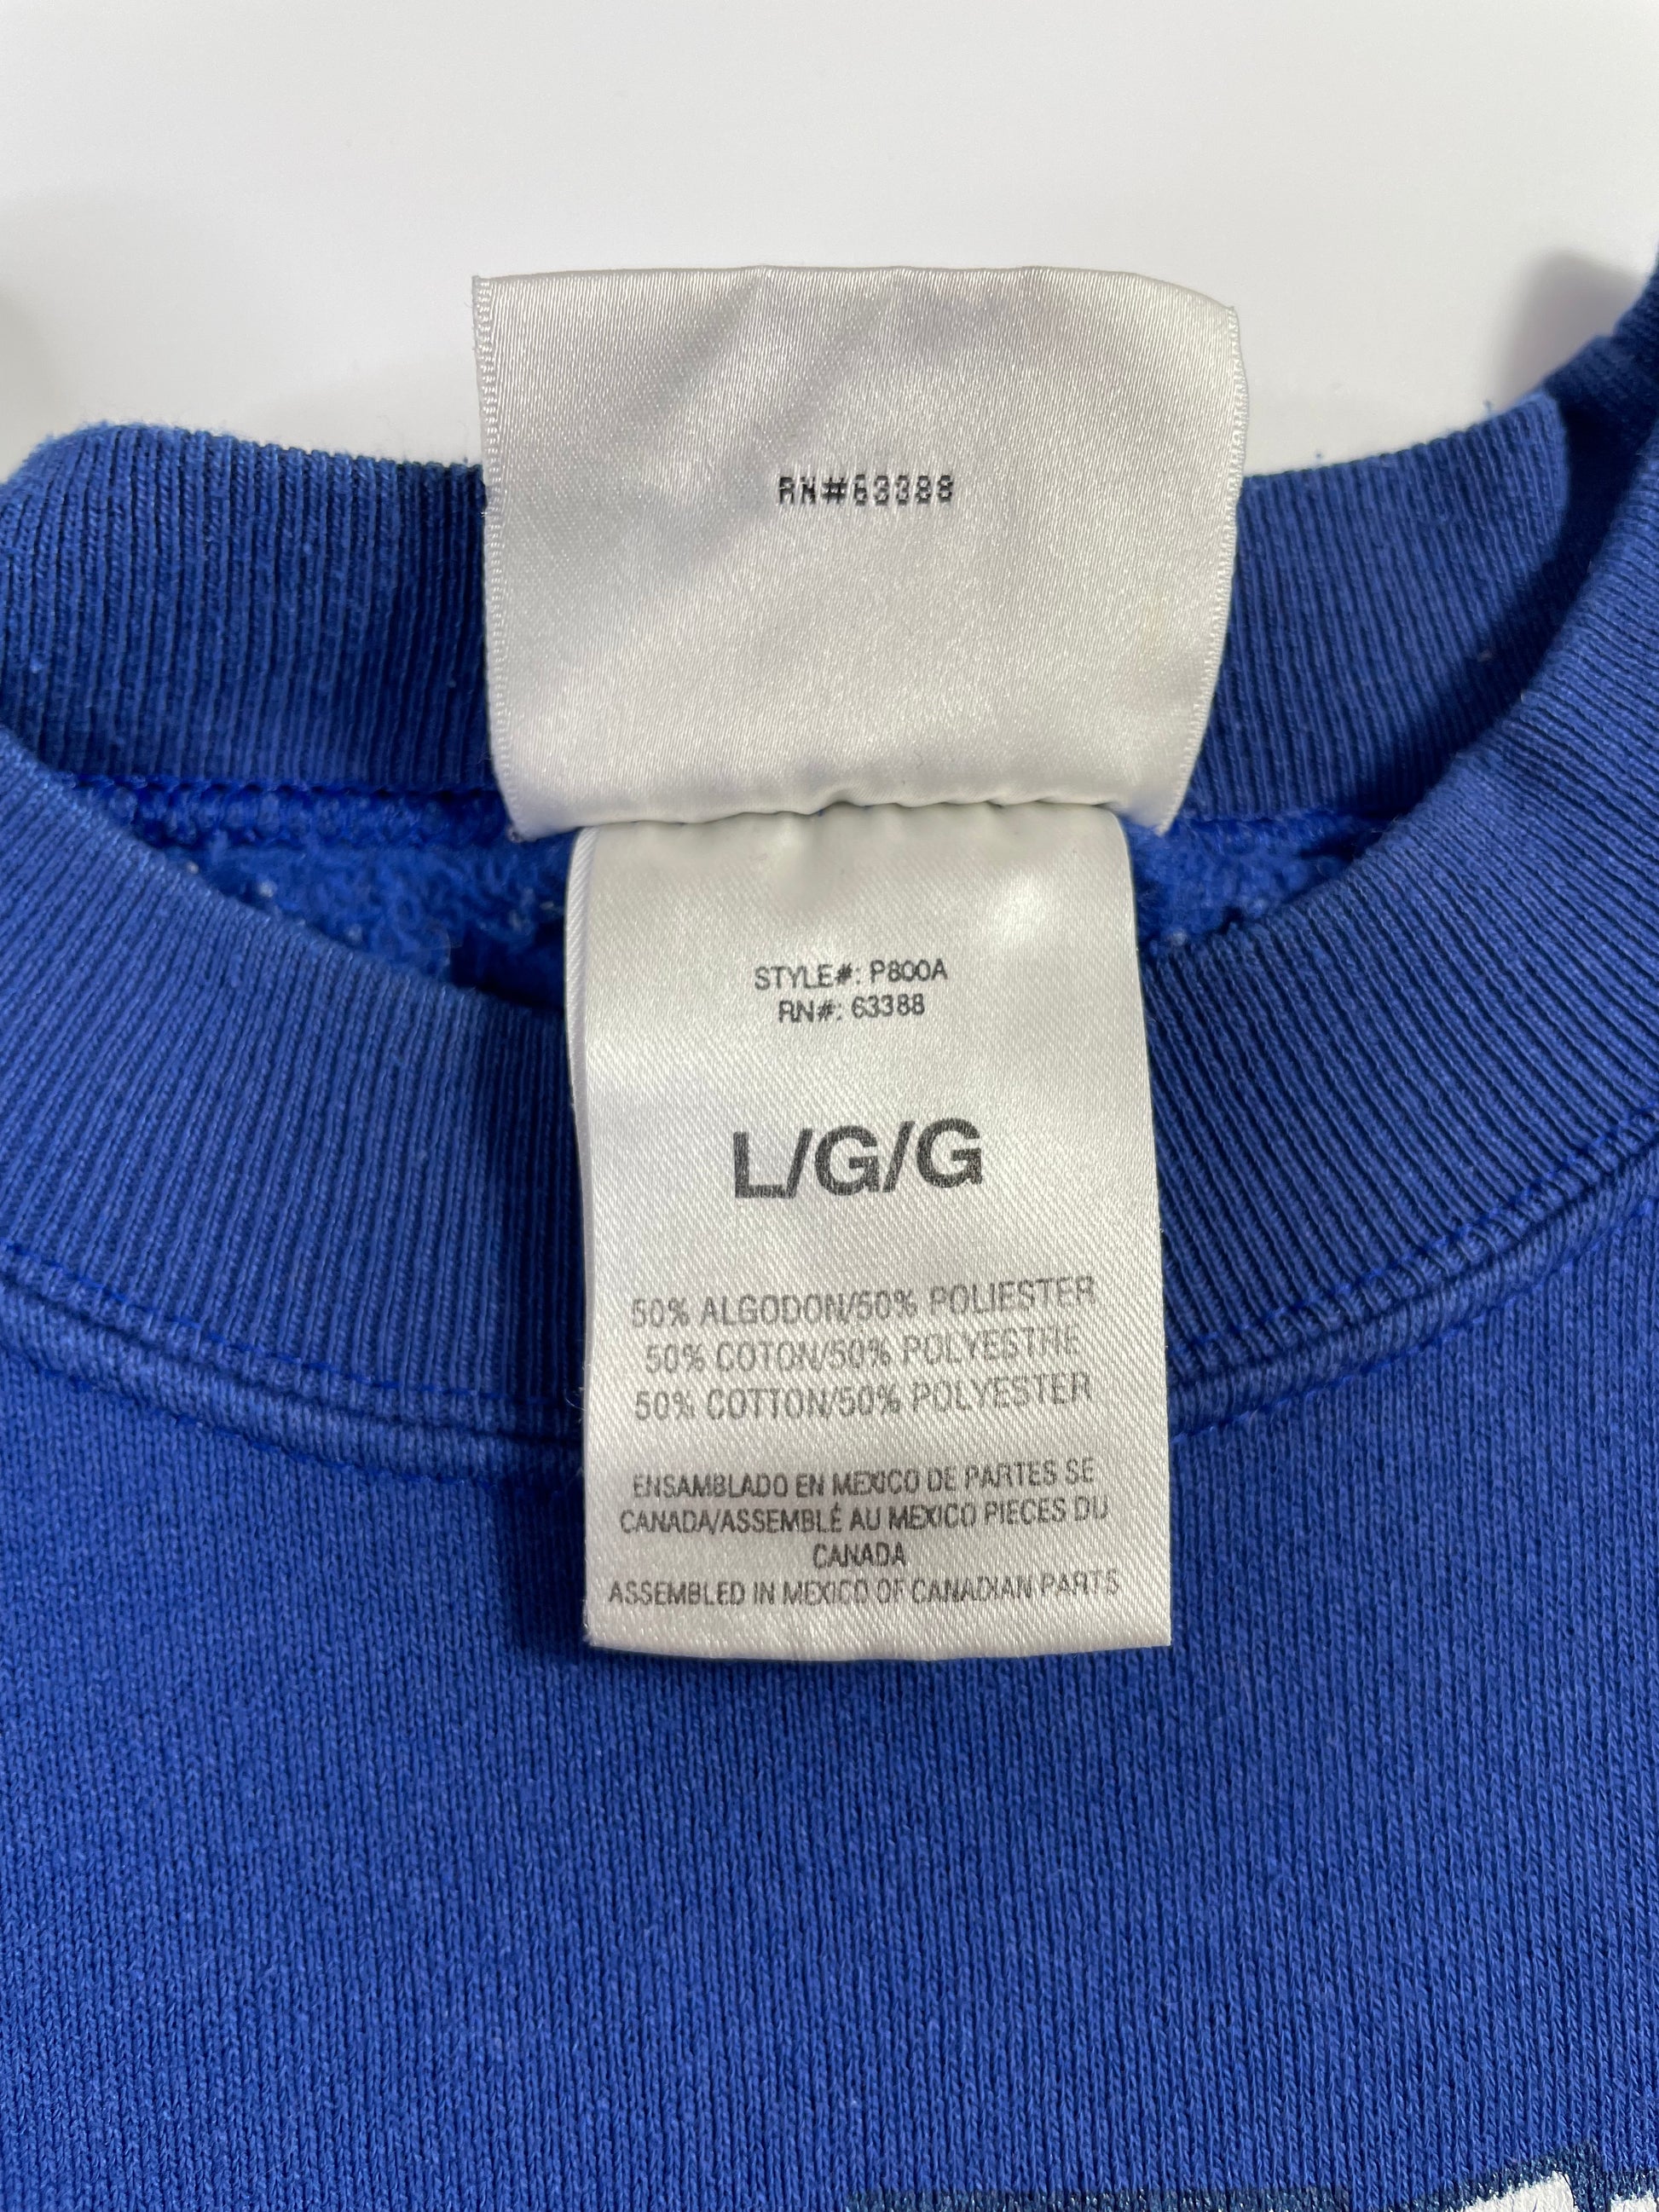 RN#63388
STYLE#: P800A
RN#: 63388
L/G/G
50% ALGODON/50% POLIESTER
50% COTON/50% POLYESTRE
50% COTTON/50% POLYESTER
ENSAMBLADO EN MEXICO DE PARTES SE
CANADA/ASSEMBLÉ AU MEXICO PIECES DU
CANADA
ASSEMBLED IN MEXICO OF CANADIAN PARTS